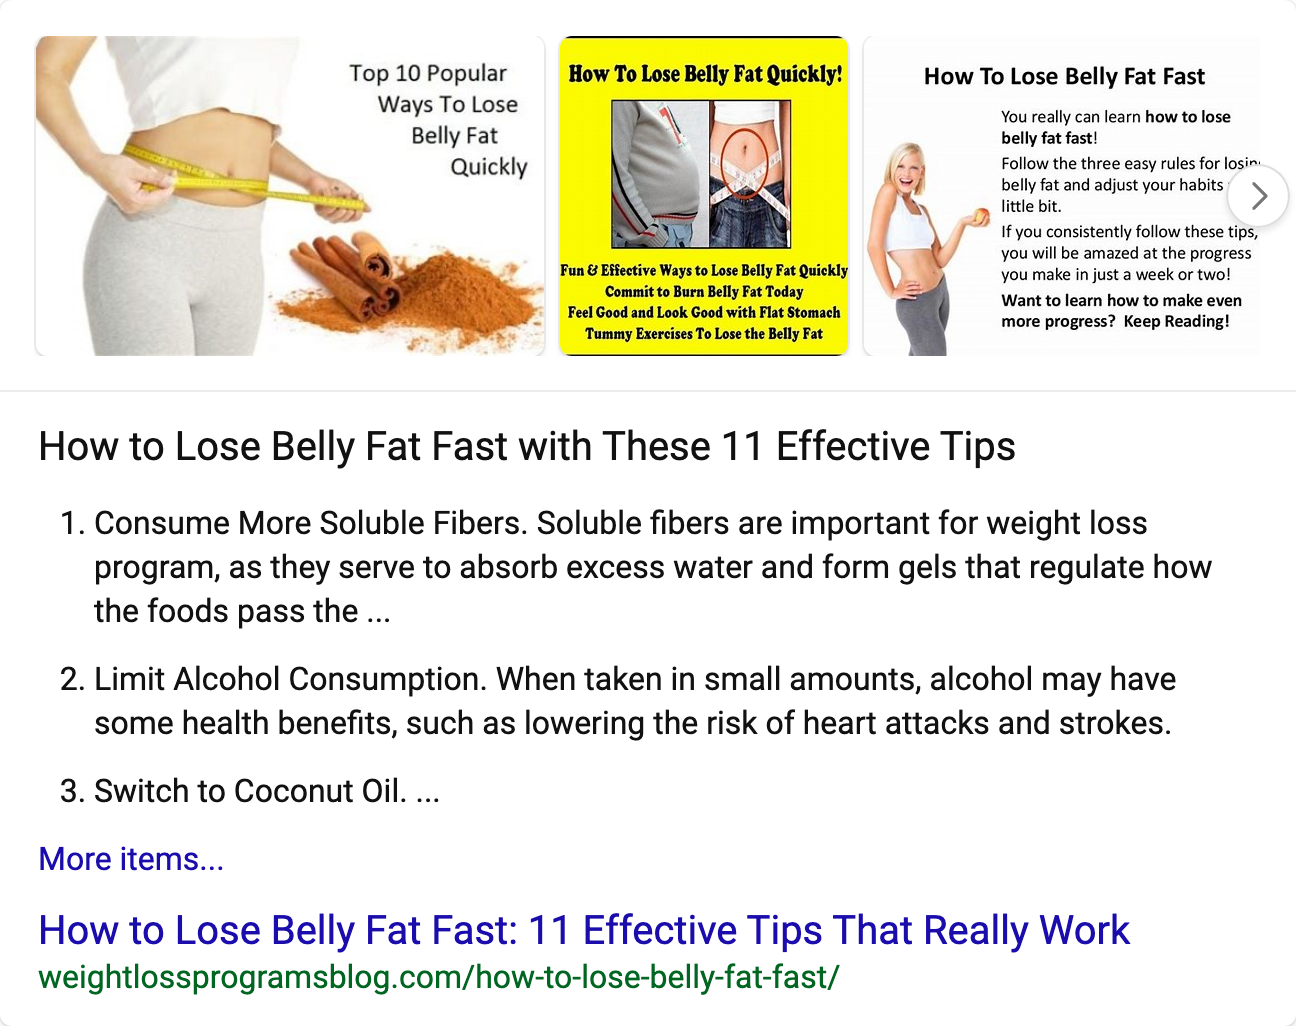 Top 10 Popular
Ways To Lose
Belly Fat
Quickly
How To Lose Belly Fat Quickly!
Fun & Effective Ways to Lose Belly Fat Quickly
Commit to Burn Belly Fat Today
Feel Good and Look Good with Flat Stomach
Tummy Exercises To Lose the Belly Fat
How To Lose Belly Fat Fast
You really can learn how to lose
belly fat fast!
Follow the three easy rules for
belly fat and adjust your habits
little bit.
If you consistently follow these tips,
you will be amazed at the progress
you make in just a week or two!
Want to learn how to make even
more progress? Keep Reading!
How to Lose Belly Fat Fast with These 11 Effective Tips
1. Consume More Soluble Fibers. Soluble fibers are important for weight loss
program, as they serve to absorb excess water and form gels that regulate how
the foods pass the ...
2. Limit Alcohol Consumption. When taken in small amounts, alcohol may have
some health benefits, such as lowering the risk of heart attacks and strokes.
3. Switch to Coconut Oil. ...
More items...
How to Lose Belly Fat Fast: 11 Effective Tips That Really Work
weightlossprogramsblog.com/how-to-lose-belly-fat-fast/